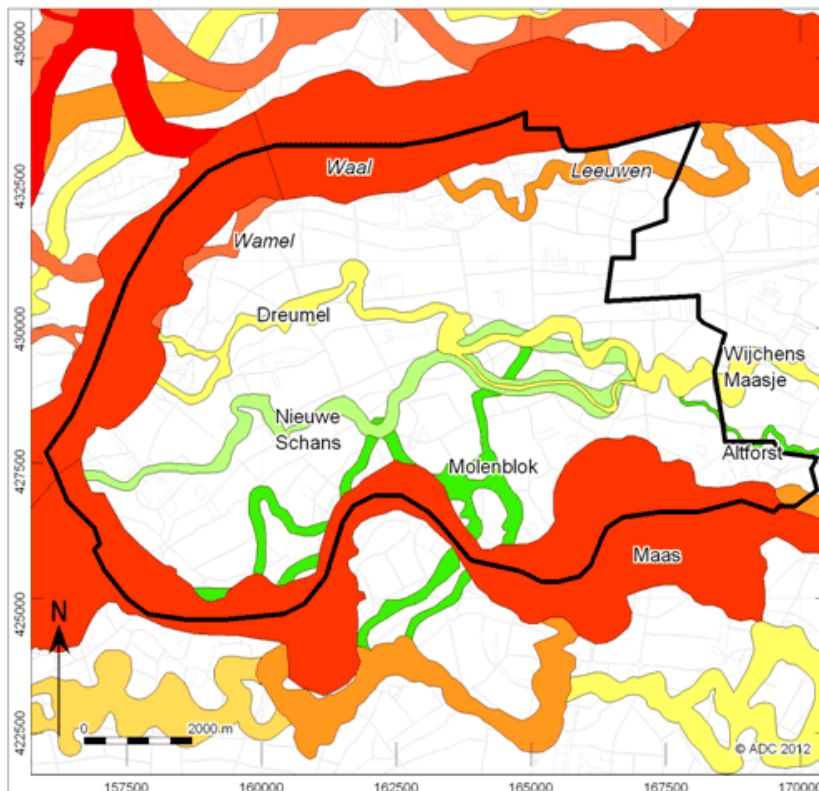 435000
432500
430000
427500
425000
422500
Waal
Leeuwen
Wamel
Dreumel
Wijchens
Maasje
Nieuwe
Schans
Altforst
Molenblok
Maas
N
0 2000 m
© ADC 2012
157500 160000 162500 165000 167500 170000